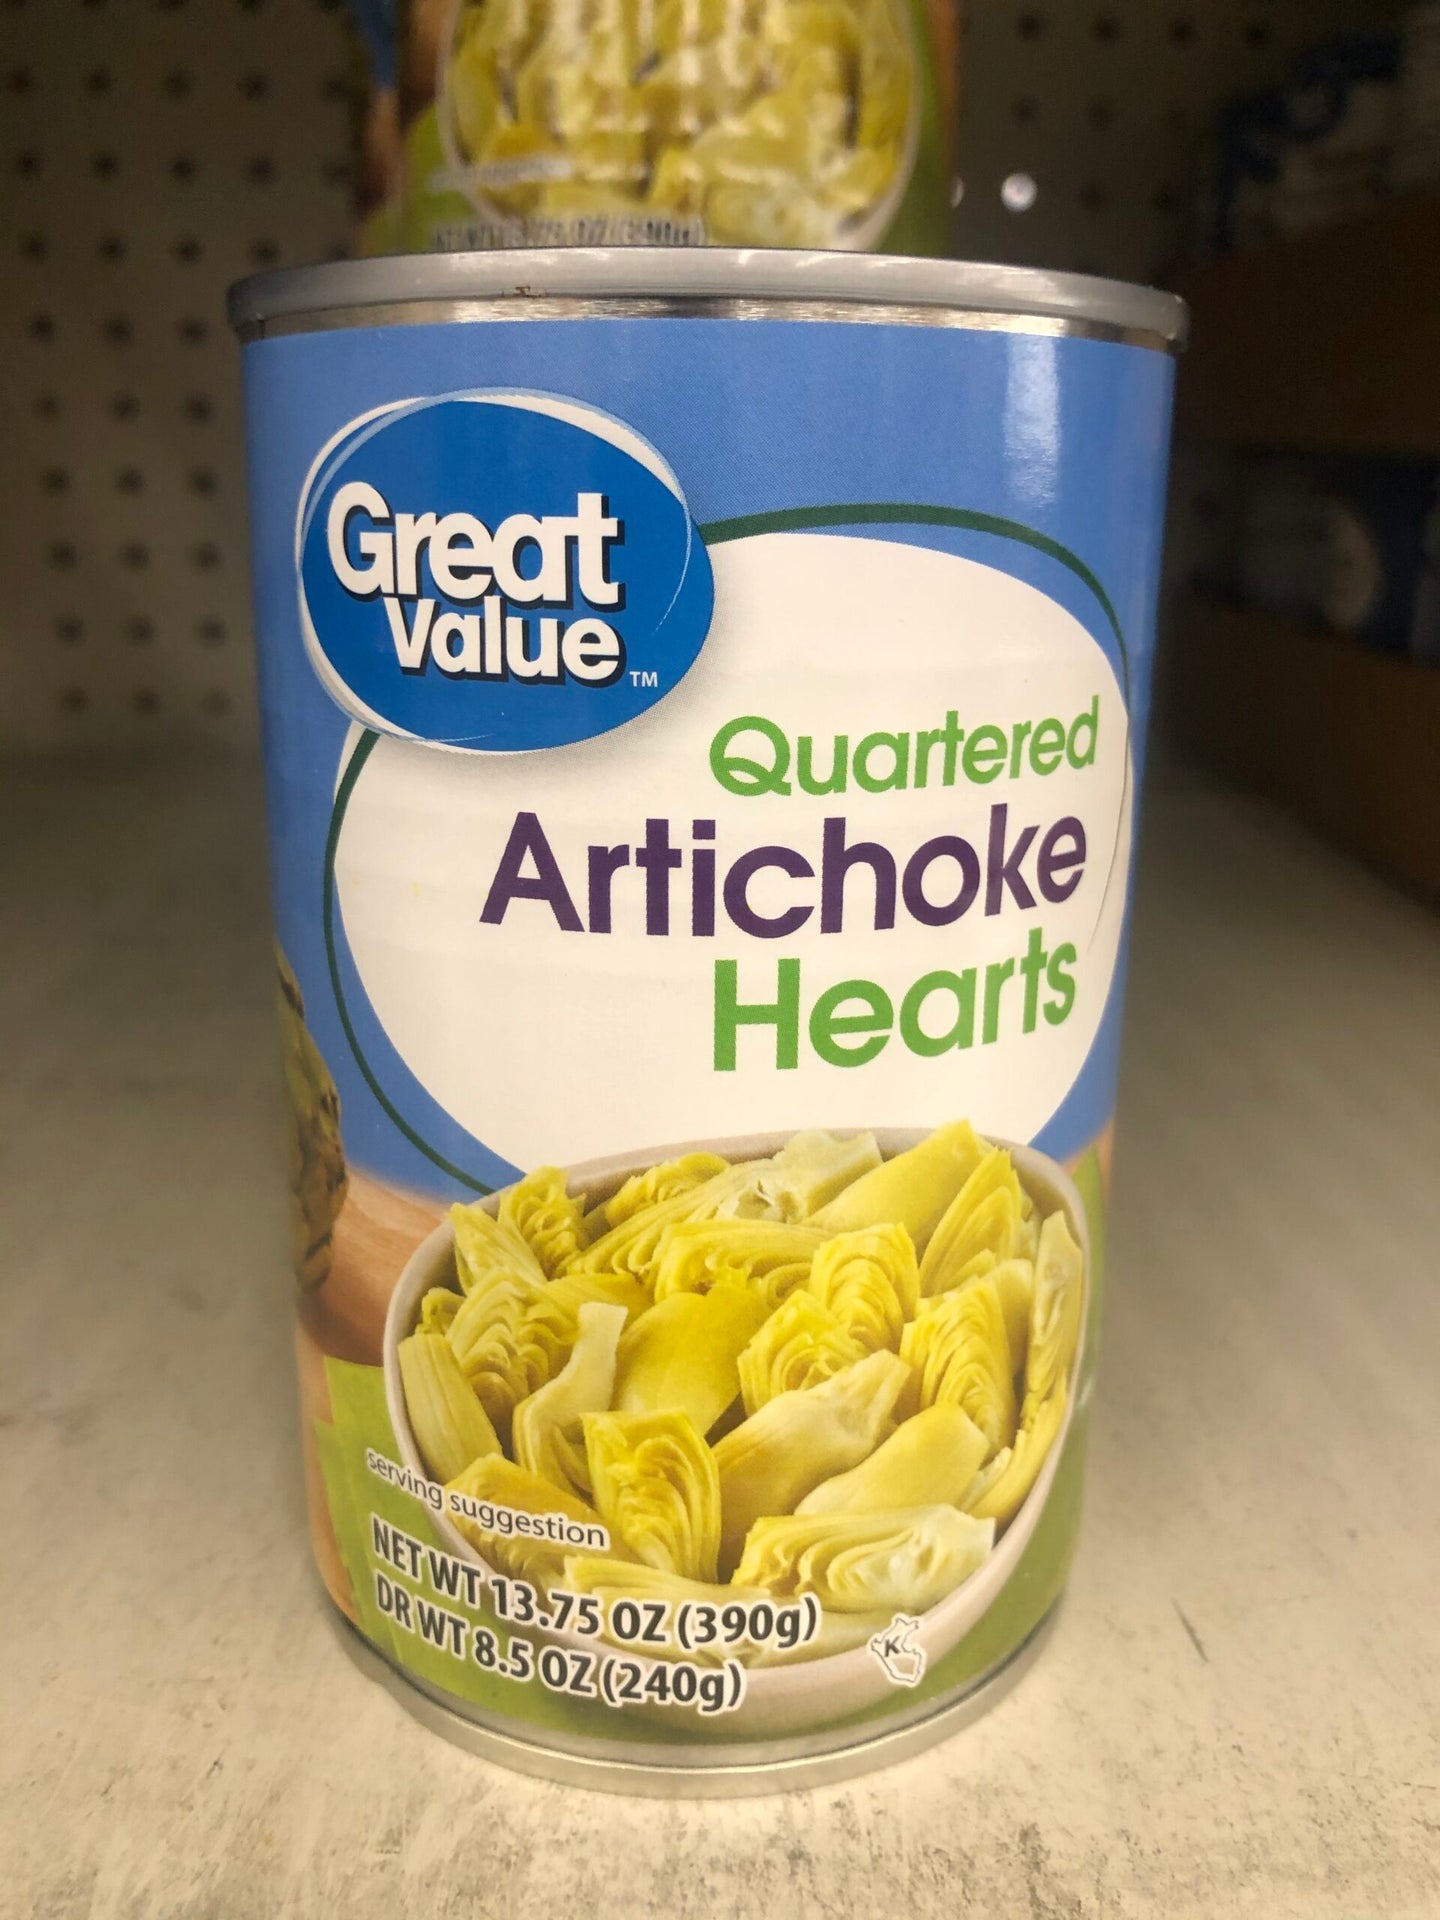 Great
Value
TM
Quartered
Artichoke
Hearts
serving suggestion
NET WT 13.75 OZ (390g)
DR WT 8.5 OZ (240g)
K